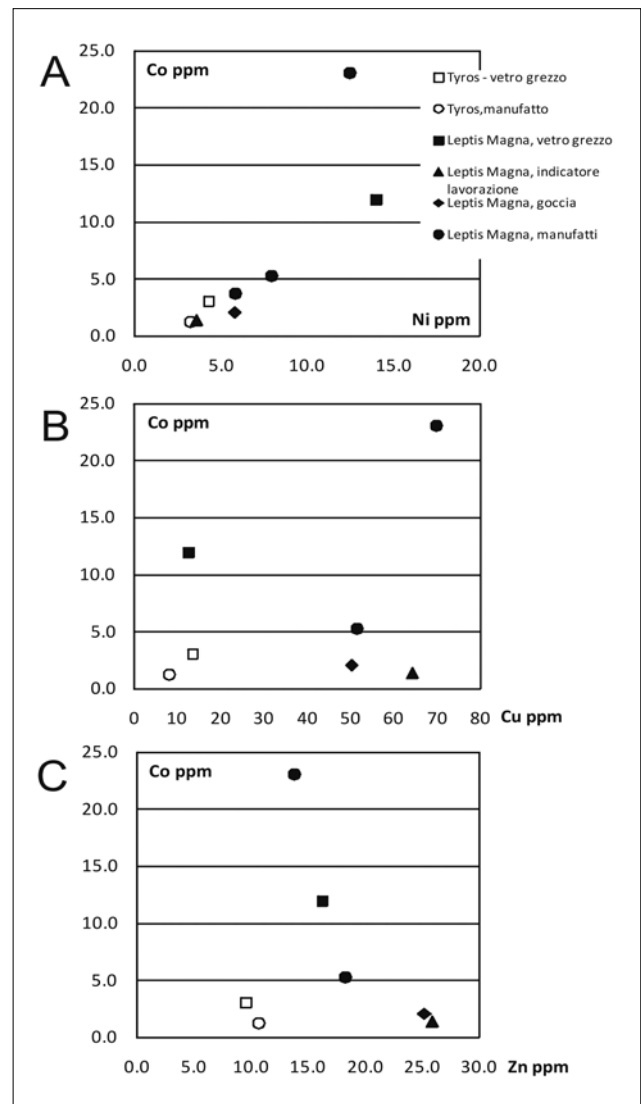 A
Co ppm
25.0
20.0
15.0
10.0
5.0
0.0
Ni ppm
0.0 5.0 10.0 15.0 20.0
Tyros - vetro grezzo
Tyros,manufatto
Leptis Magna, vetro grezzo
Leptis Magna, indicatore
lavorazione
Leptis Magna, goccia
Leptis Magna, manufatti
B
Co ppm
25.0
20.0
15.0
10.0
5.0
0.0
0 10 20 30 40 50 60 70 80 Cu ppm
C
Co ppm
25.0
20.0
15.0
10.0
5.0
0.0
0.0 5.0 10.0 15.0 20.0 25.0 30.0 Zn ppm